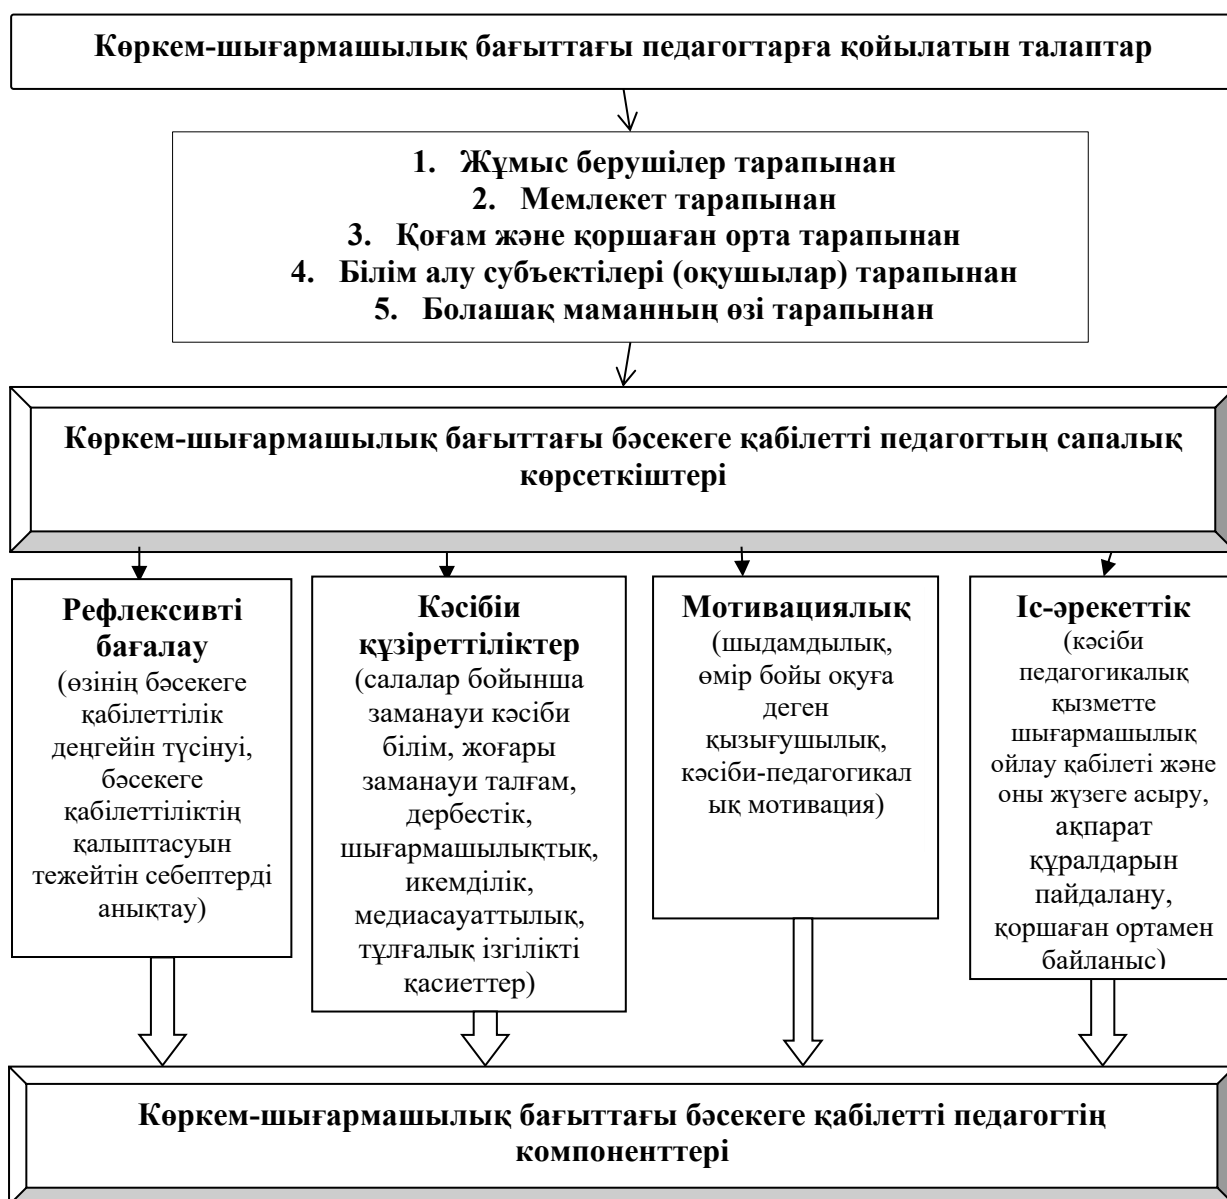 Көркем-шығармашылық бағыттағы педагогтарға қойылатын талаптар
1. Жұмыс берушілер тарапынан
2. Мемлекет тарапынан
3. Қоғам және қоршаған орта тарапынан
4. Білім алу субъектілері (оқушылар) тарапынан
5. Болашақ маманның өзі тарапынан
Көркем-шығармашылық бағыттағы бәсекеге қабілетті педагогтың сапалық
көрсеткіштері
Рефлексивті
бағалау
(өзінің бәсекеге
қабілеттілік
деңгейін түсінуі,
бәсекеге
қабілеттіліктің
қалыптасуын
тежейтін себептерді
анықтау)
Кәсібіи
құзіреттіліктер
(салалар бойынша
заманауи кәсіби
білім, жоғары
заманауи талғам,
дербестік,
шығармашылықтық,
икемділік,
медиасауаттылық,
тұлғалық ізгілікті
қасиеттер)
Мотивациялық
(шыдамдылық,
өмір бойы оқуға
деген
қызығушылық,
кәсіби-педагогикал
ық мотивация)
Іс-әрекеттік
(кәсіби
педагогикалық
қызметте
шығармашылық
ойлау қабілеті және
оны жүзеге асыру,
ақпарат
құралдарын
пайдалану,
қоршаған ортамен
байланыс)
Көркем-шығармашылық бағыттағы бәсекеге қабілетті педагогтің
компоненттері